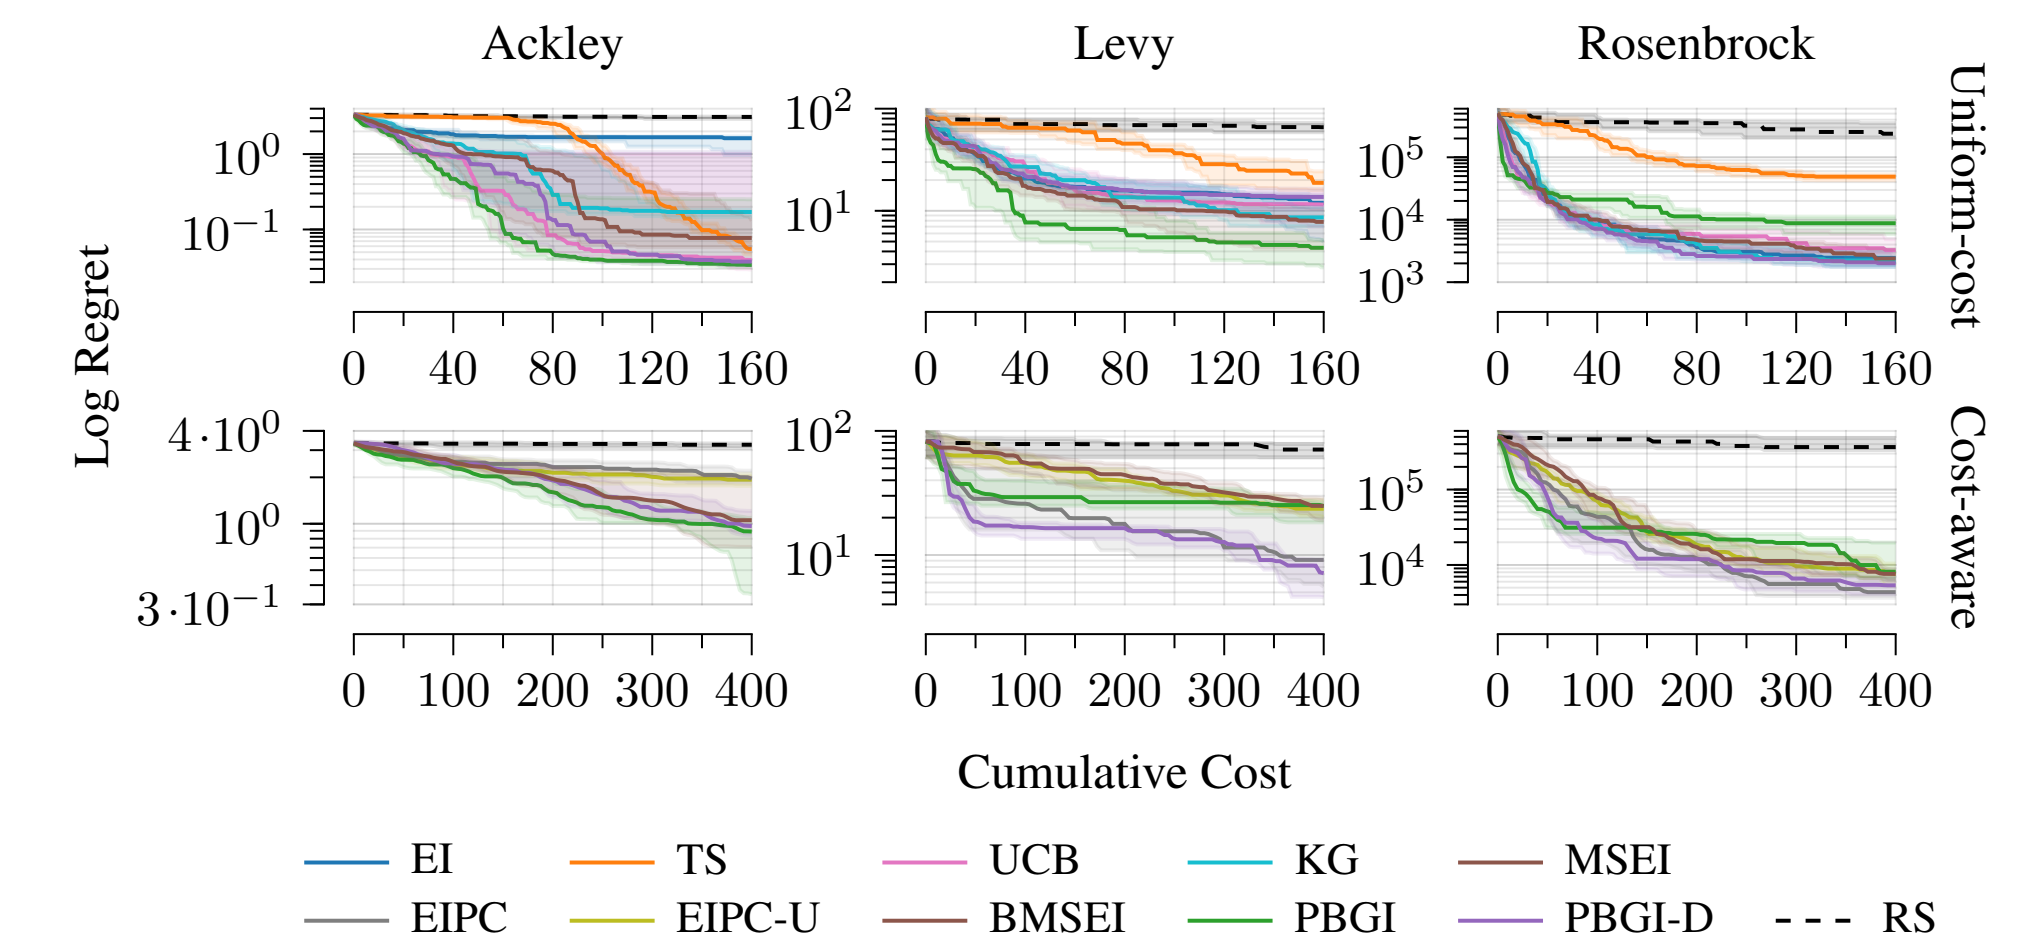 Ackley Levy Rosenbrock
Uniform-cost
10^0
10^-1
0 40 80 120 160
10^2
10^1
0 40 80 120 160
10^5
10^4
10^3
0 40 80 120 160
Log Regret
Cost-aware
4·10^0
10^0
3·10^-1
0 100 200 300 400
10^2
10^1
0 100 200 300 400
10^5
10^4
0 100 200 300 400
Cumulative Cost
EI TS UCB KG MSEI
EIPC EIPC-U BMSEI PBGI PBGI-D RS